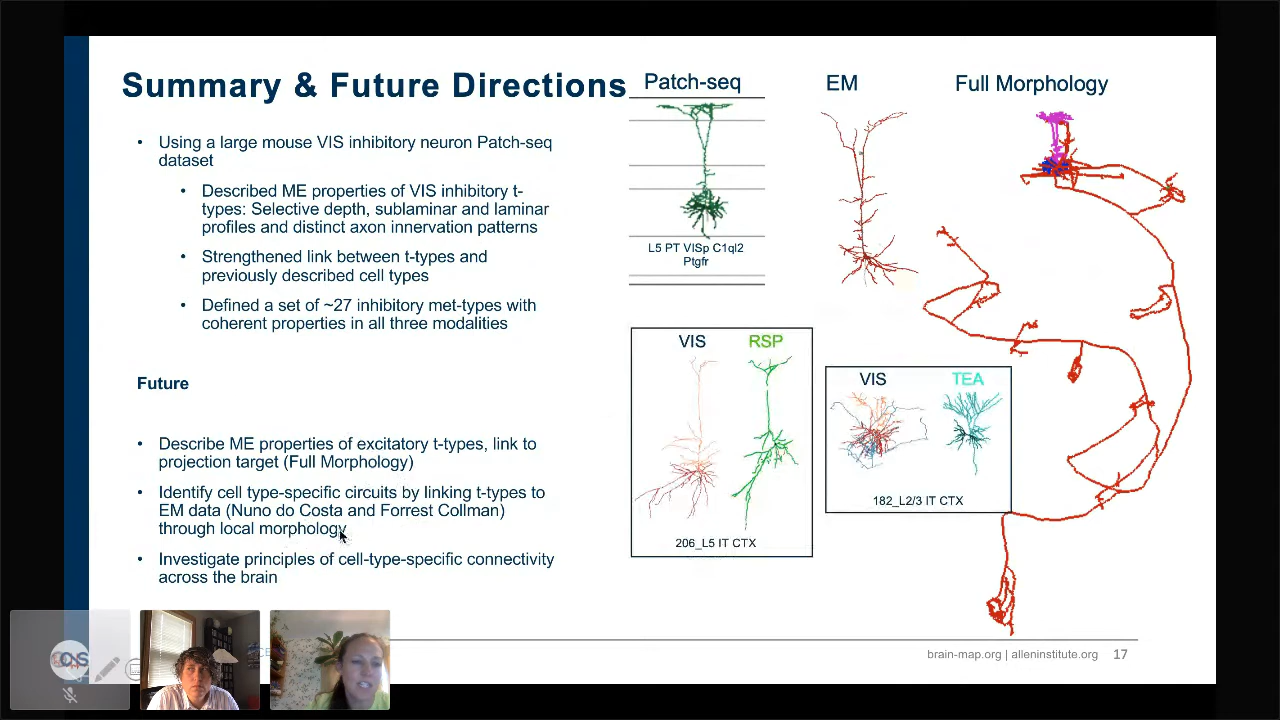 Summary & Future Directions
• Using a large mouse VIS inhibitory neuron Patch-seq
dataset
• Described ME properties of VIS inhibitory t-
types: Selective depth, sublaminar and laminar
profiles and distinct axon innervation patterns
• Strengthened link between t-types and
previously described cell types
• Defined a set of ~27 inhibitory met-types with
coherent properties in all three modalities
Future
• Describe ME properties of excitatory t-types, link to
projection target (Full Morphology)
• Identify cell type-specific circuits by linking t-types to
EM data (Nuno do Costa and Forrest Collman)
through local morphology
• Investigate principles of cell-type-specific connectivity
across the brain
Patch-seq
EM
Full Morphology
L5 PT VISp C1ql2
Ptgfr
VIS RSP
206_L5 IT CTX
VIS TEA
182_L2/3 IT CTX
brain-map.org | alleninstitute.org 17